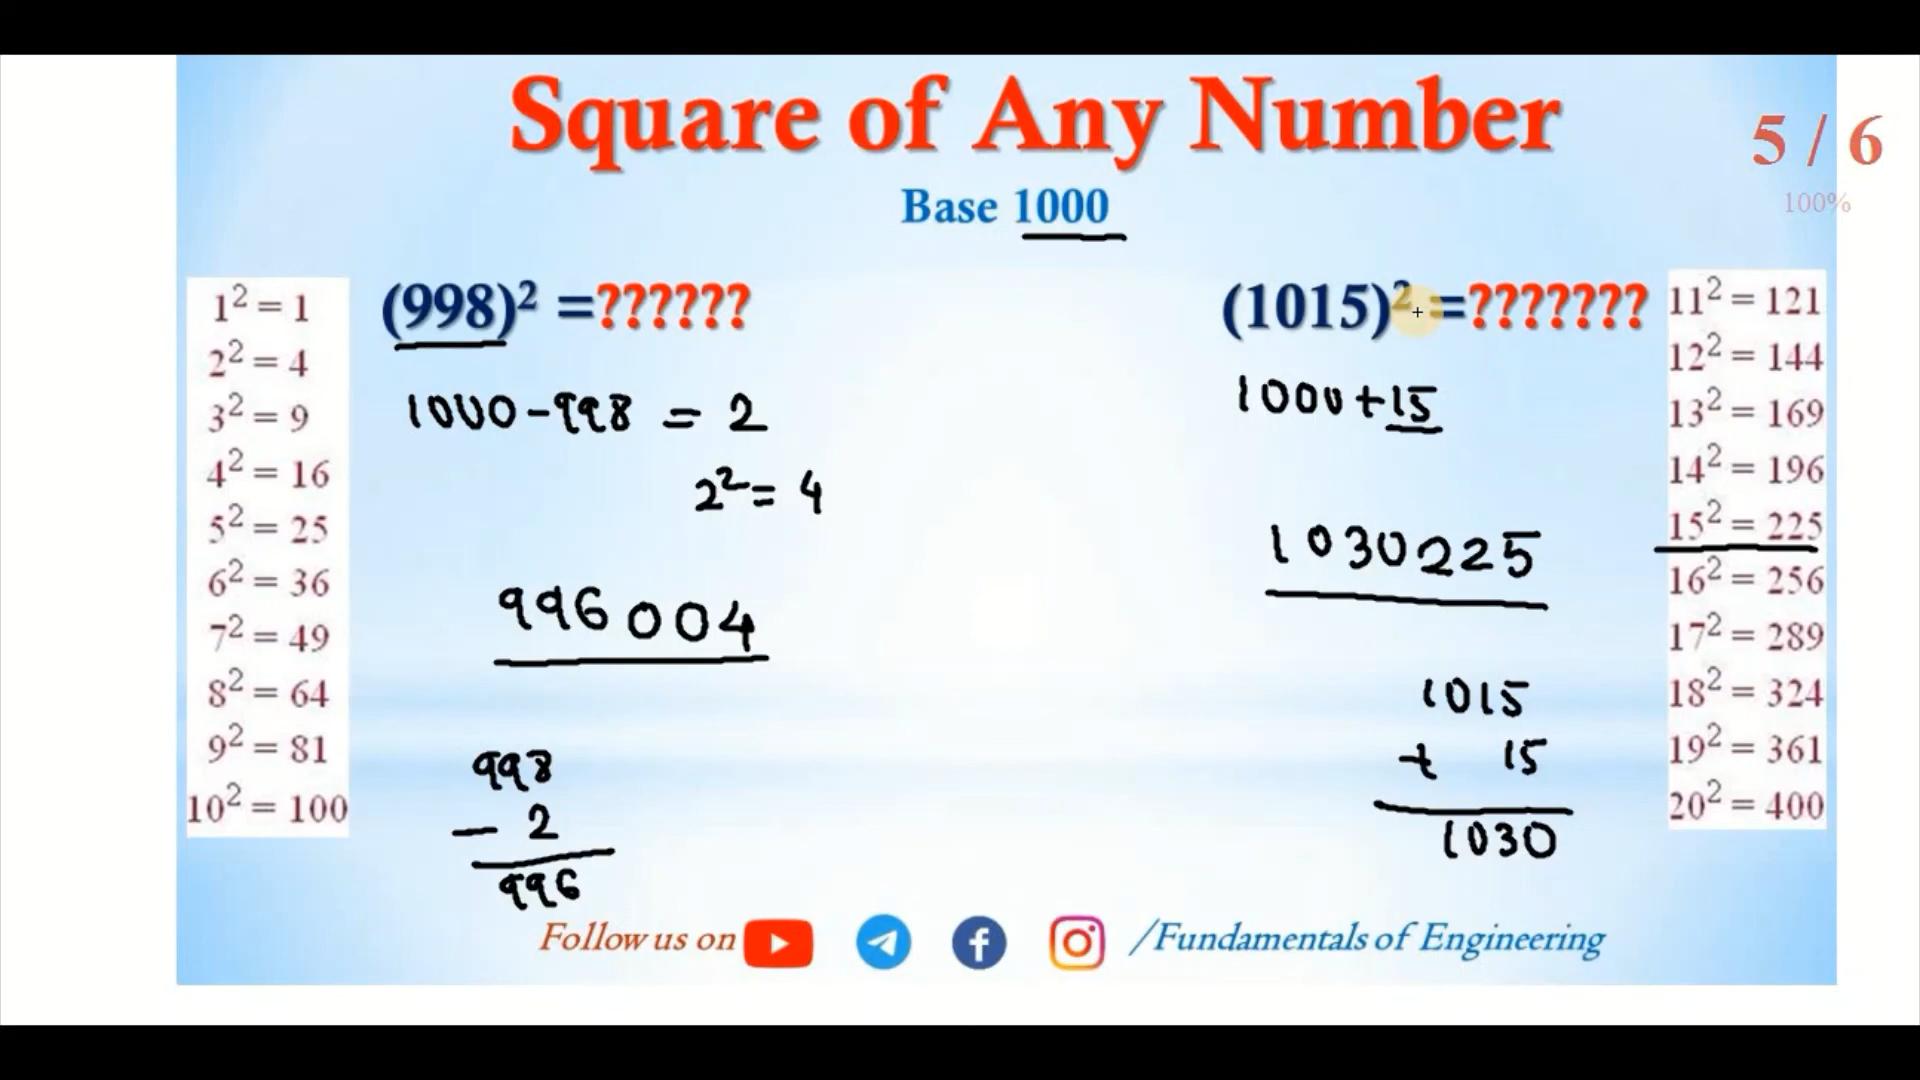 Square of Any Number
5 / 6
100%
Base 1000
1² = 1
2² = 4
3² = 9
4² = 16
5² = 25
6² = 36
7² = 49
8² = 64
9² = 81
10² = 100
(998)² =??????
1000-998 = 2
2² = 4
996004
998
- 2
996
(1015)² =???????
1000+15
1030225
1015
+ 15
1030
11² = 121
12² = 144
13² = 169
14² = 196
15² = 225
16² = 256
17² = 289
18² = 324
19² = 361
20² = 400
Follow us on
/Fundamentals of Engineering